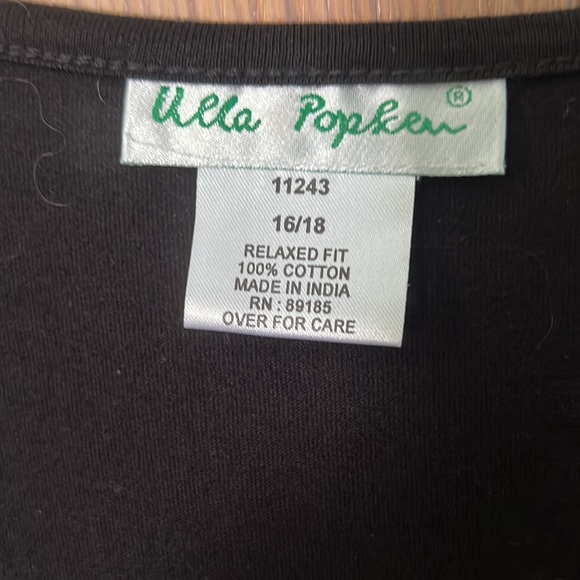 Ulla Popken ®
11243
16/18
RELAXED FIT
100% COTTON
MADE IN INDIA
RN : 89185
OVER FOR CARE